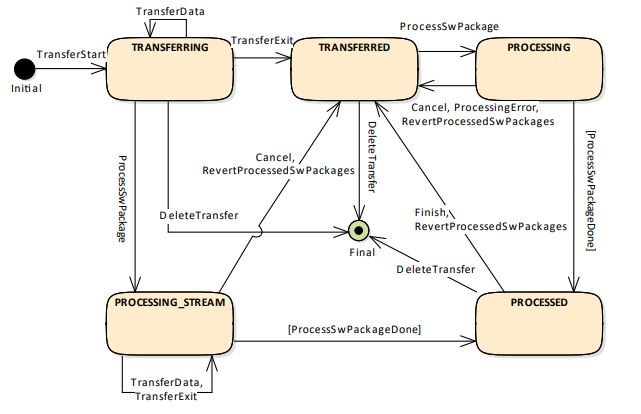 TransferData
ProcessSwPackage
TransferStart
TRANSFERRING
TransferExit
TRANSFERRED
PROCESSING
Initial
Cancel, ProcessingError,
RevertProcessedSwPackages
DeleteTransfer
[ProcessSwPackageDone]
ProcessSwPackage
Cancel,
RevertProcessedSwPackages
DeleteTransfer
Finish,
RevertProcessedSwPackages
Final
DeleteTransfer
PROCESSING_STREAM
PROCESSED
[ProcessSwPackageDone]
TransferData,
TransferExit